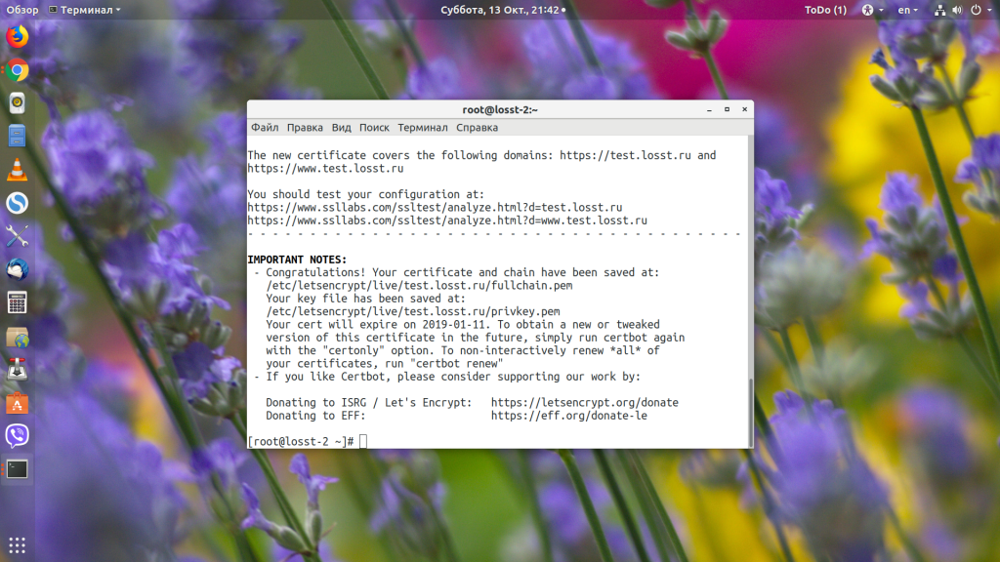 Обзор Терминал Суббота, 13 Окт., 21:42 ToDo (1) en
root@losst-2:~
Файл Правка Вид Поиск Терминал Справка
The new certificate covers the following domains: https://test.losst.ru and
https://www.test.losst.ru
You should test your configuration at:
https://www.ssllabs.com/ssltest/analyze.html?d=test.losst.ru
https://www.ssllabs.com/ssltest/analyze.html?d=www.test.losst.ru
- - - - - - - - - - - - - - - - - - - - - - - - - - - - - - - - - - - - - - - -
IMPORTANT NOTES:
- Congratulations! Your certificate and chain have been saved at:
/etc/letsencrypt/live/test.losst.ru/fullchain.pem
Your key file has been saved at:
/etc/letsencrypt/live/test.losst.ru/privkey.pem
Your cert will expire on 2019-01-11. To obtain a new or tweaked
version of this certificate in the future, simply run certbot again
with the "certonly" option. To non-interactively renew *all* of
your certificates, run "certbot renew"
- If you like Certbot, please consider supporting our work by:
Donating to ISRG / Let's Encrypt: https://letsencrypt.org/donate
Donating to EFF: https://eff.org/donate-le
[root@losst-2 ~]#